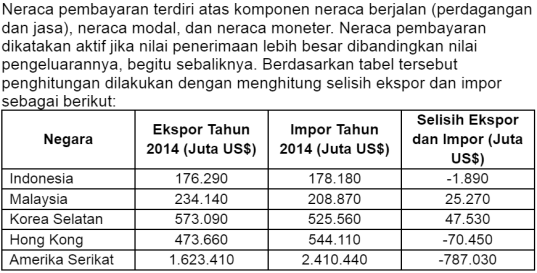 Neraca pembayaran terdiri atas komponen neraca berjalan (perdagangan
dan jasa), neraca modal, dan neraca moneter. Neraca pembayaran
dikatakan aktif jika nilai penerimaan lebih besar dibandingkan nilai
pengeluarannya, begitu sebaliknya. Berdasarkan tabel tersebut
penghitungan dilakukan dengan menghitung selisih ekspor dan impor
sebagai berikut:
Negara Ekspor Tahun 2014 (Juta US$) Impor Tahun 2014 (Juta US$) Selisih Ekspor dan Impor (Juta US$)
Indonesia 176.290 178.180 -1.890
Malaysia 234.140 208.870 25.270
Korea Selatan 573.090 525.560 47.530
Hong Kong 473.660 544.110 -70.450
Amerika Serikat 1.623.410 2.410.440 -787.030